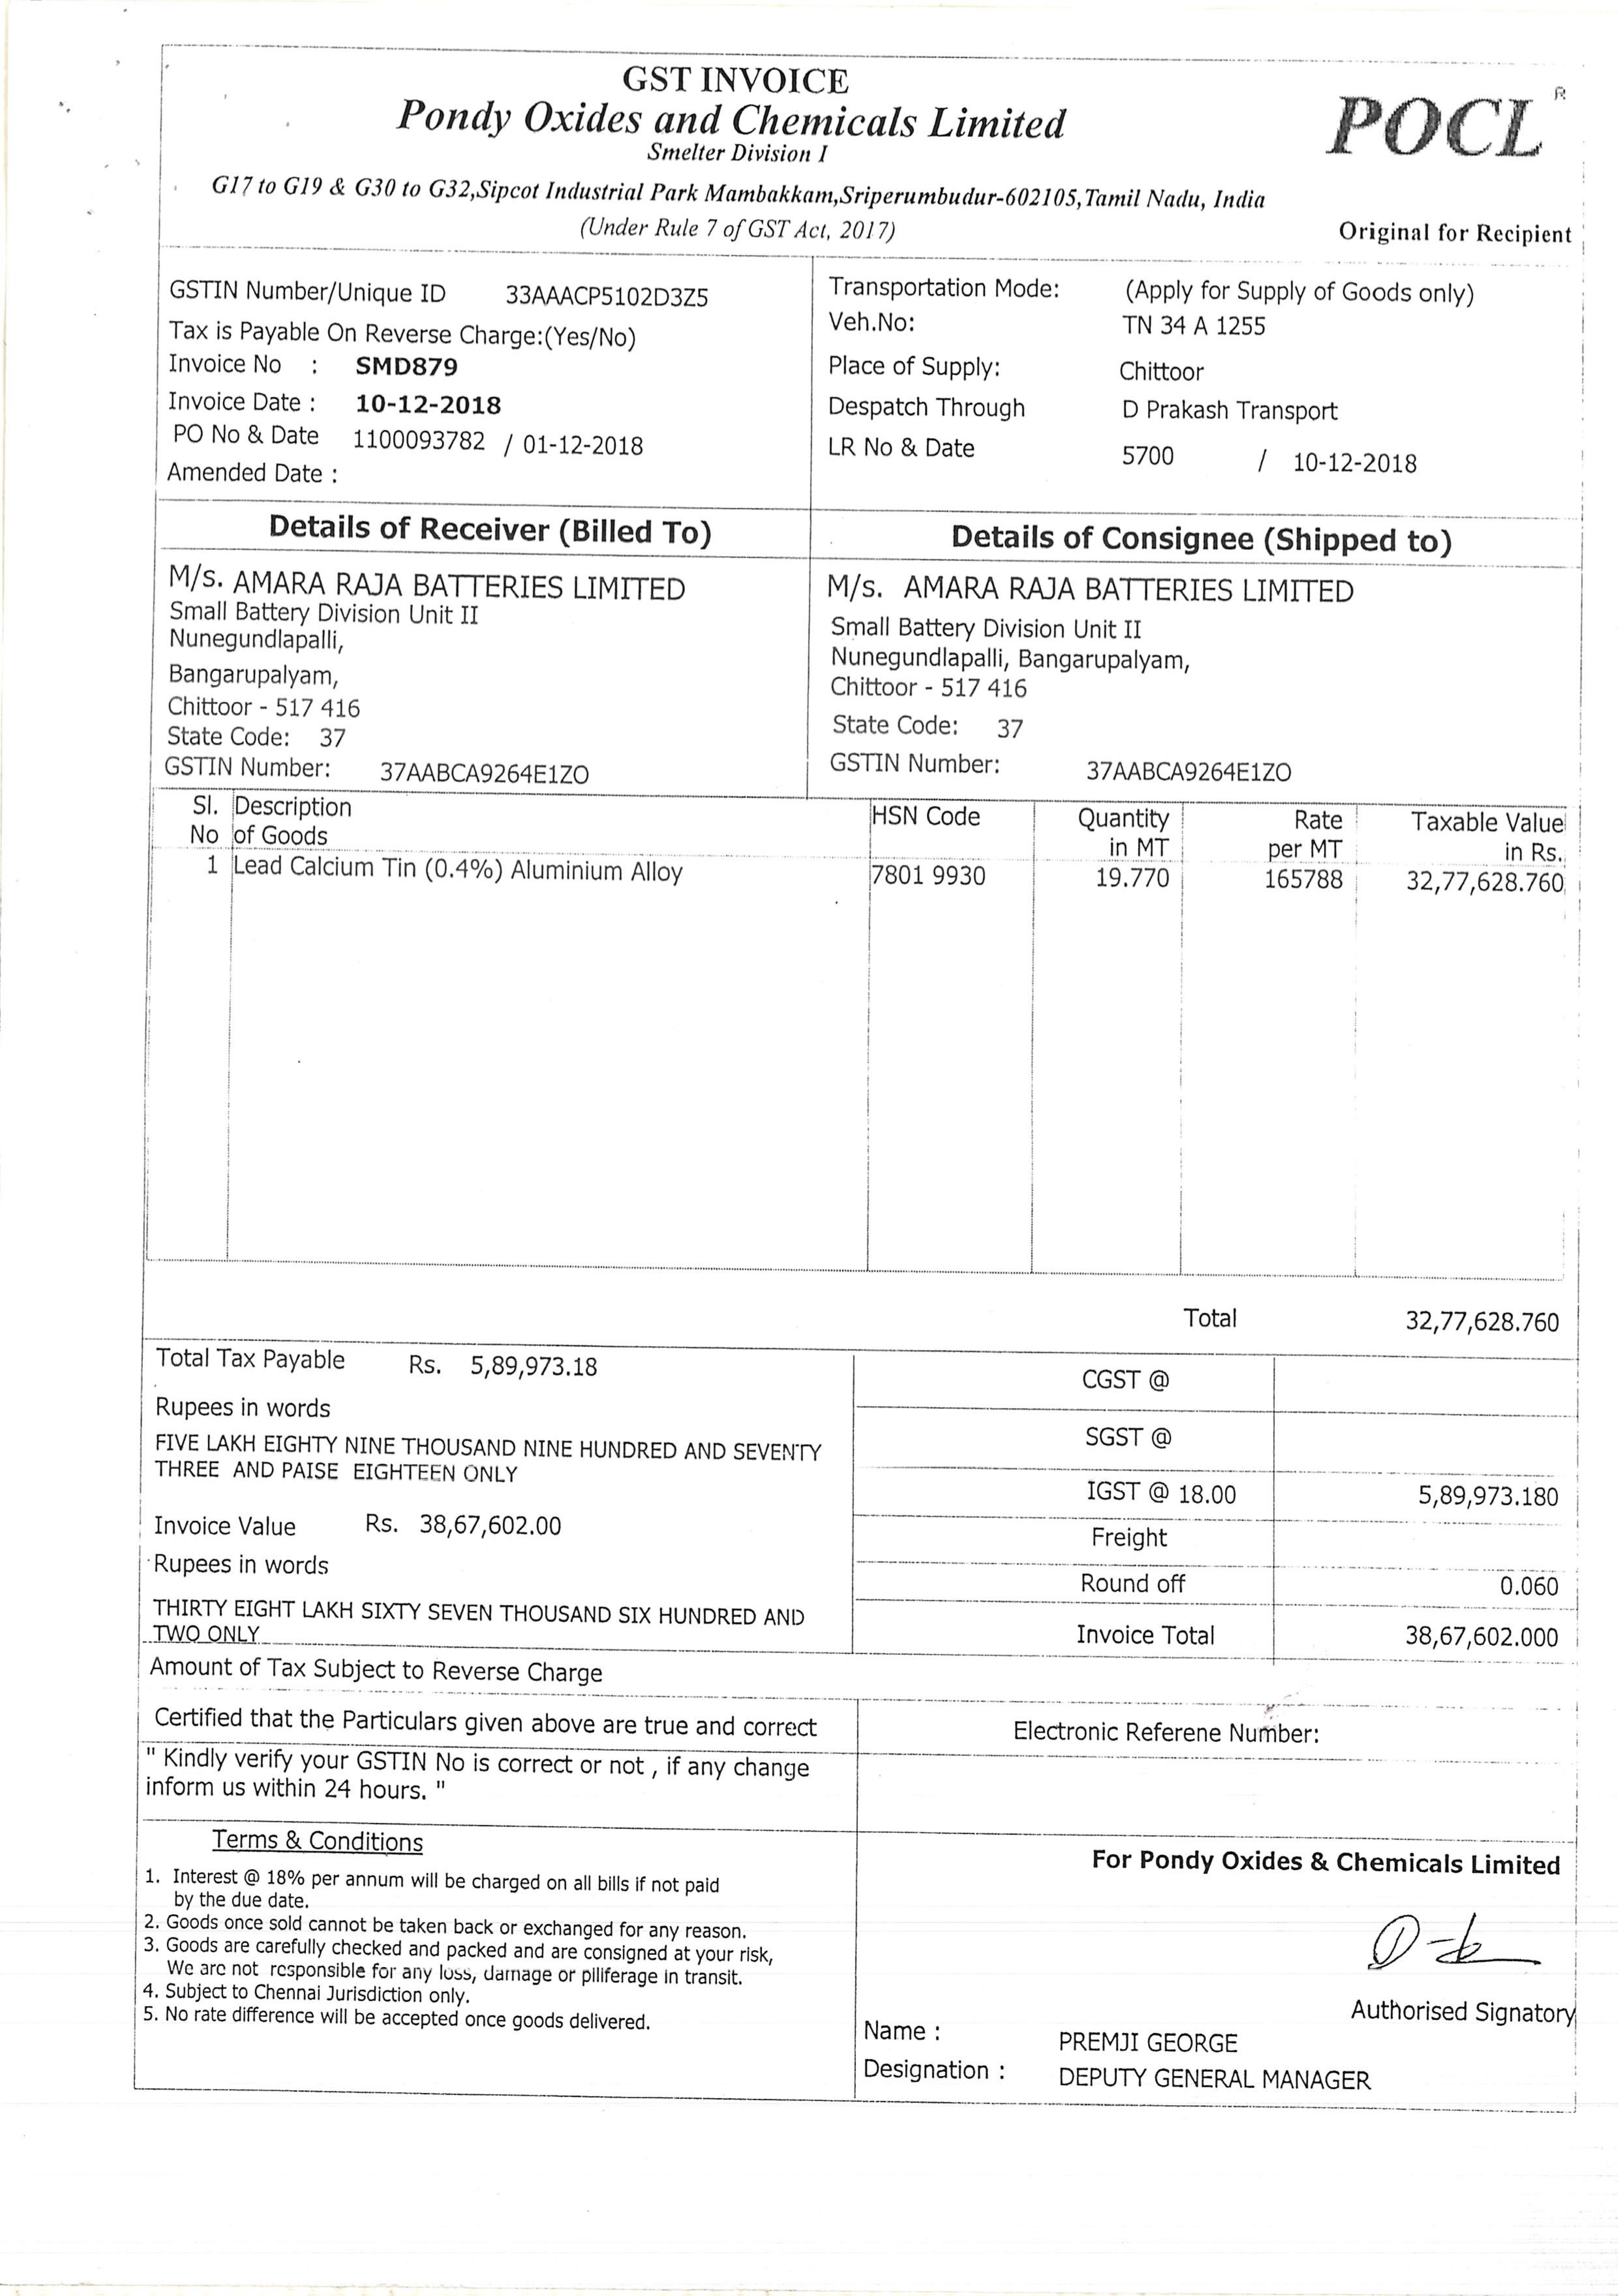 GST INVOICE
Pondy Oxides and Chemicals Limited
Smelter Division I
POCL ®
G17 to G19 & G30 to G32,Sipcot Industrial Park Mambakkam,Sriperumbudur-602105,Tamil Nadu, India
(Under Rule 7 of GST Act, 2017)
Original for Recipient
GSTIN Number/Unique ID 33AAACP5102D3Z5
Tax is Payable On Reverse Charge:(Yes/No)
Invoice No : SMD879
Invoice Date : 10-12-2018
PO No & Date 1100093782 / 01-12-2018
Amended Date :
Transportation Mode: (Apply for Supply of Goods only)
Veh.No: TN 34 A 1255
Place of Supply: Chittoor
Despatch Through D Prakash Transport
LR No & Date 5700 / 10-12-2018
Details of Receiver (Billed To)
M/s. AMARA RAJA BATTERIES LIMITED
Small Battery Division Unit II
Nunegundlapalli,
Bangarupalyam,
Chittoor - 517 416
State Code: 37
GSTIN Number: 37AABCA9264E1ZO
Details of Consignee (Shipped to)
M/s. AMARA RAJA BATTERIES LIMITED
Small Battery Division Unit II
Nunegundlapalli, Bangarupalyam,
Chittoor - 517 416
State Code: 37
GSTIN Number: 37AABCA9264E1ZO
Sl. Description HSN Code Quantity Rate Taxable Value
No of Goods in MT per MT in Rs.
1 Lead Calcium Tin (0.4%) Aluminium Alloy 7801 9930 19.770 165788 32,77,628.760
Total 32,77,628.760
Total Tax Payable Rs. 5,89,973.18
Rupees in words
FIVE LAKH EIGHTY NINE THOUSAND NINE HUNDRED AND SEVENTY
THREE AND PAISE EIGHTEEN ONLY
Invoice Value Rs. 38,67,602.00
Rupees in words
THIRTY EIGHT LAKH SIXTY SEVEN THOUSAND SIX HUNDRED AND
TWO ONLY
CGST @
SGST @
IGST @ 18.00 5,89,973.180
Freight
Round off 0.060
Invoice Total 38,67,602.000
Amount of Tax Subject to Reverse Charge
Certified that the Particulars given above are true and correct
Electronic Referene Number:
" Kindly verify your GSTIN No is correct or not , if any change
inform us within 24 hours. "
Terms & Conditions
1. Interest @ 18% per annum will be charged on all bills if not paid
by the due date.
2. Goods once sold cannot be taken back or exchanged for any reason.
3. Goods are carefully checked and packed and are consigned at your risk,
We are not responsible for any loss, damage or pillferage in transit.
4. Subject to Chennai Jurisdiction only.
5. No rate difference will be accepted once goods delivered.
For Pondy Oxides & Chemicals Limited
Authorised Signatory
Name : PREMJI GEORGE
Designation : DEPUTY GENERAL MANAGER